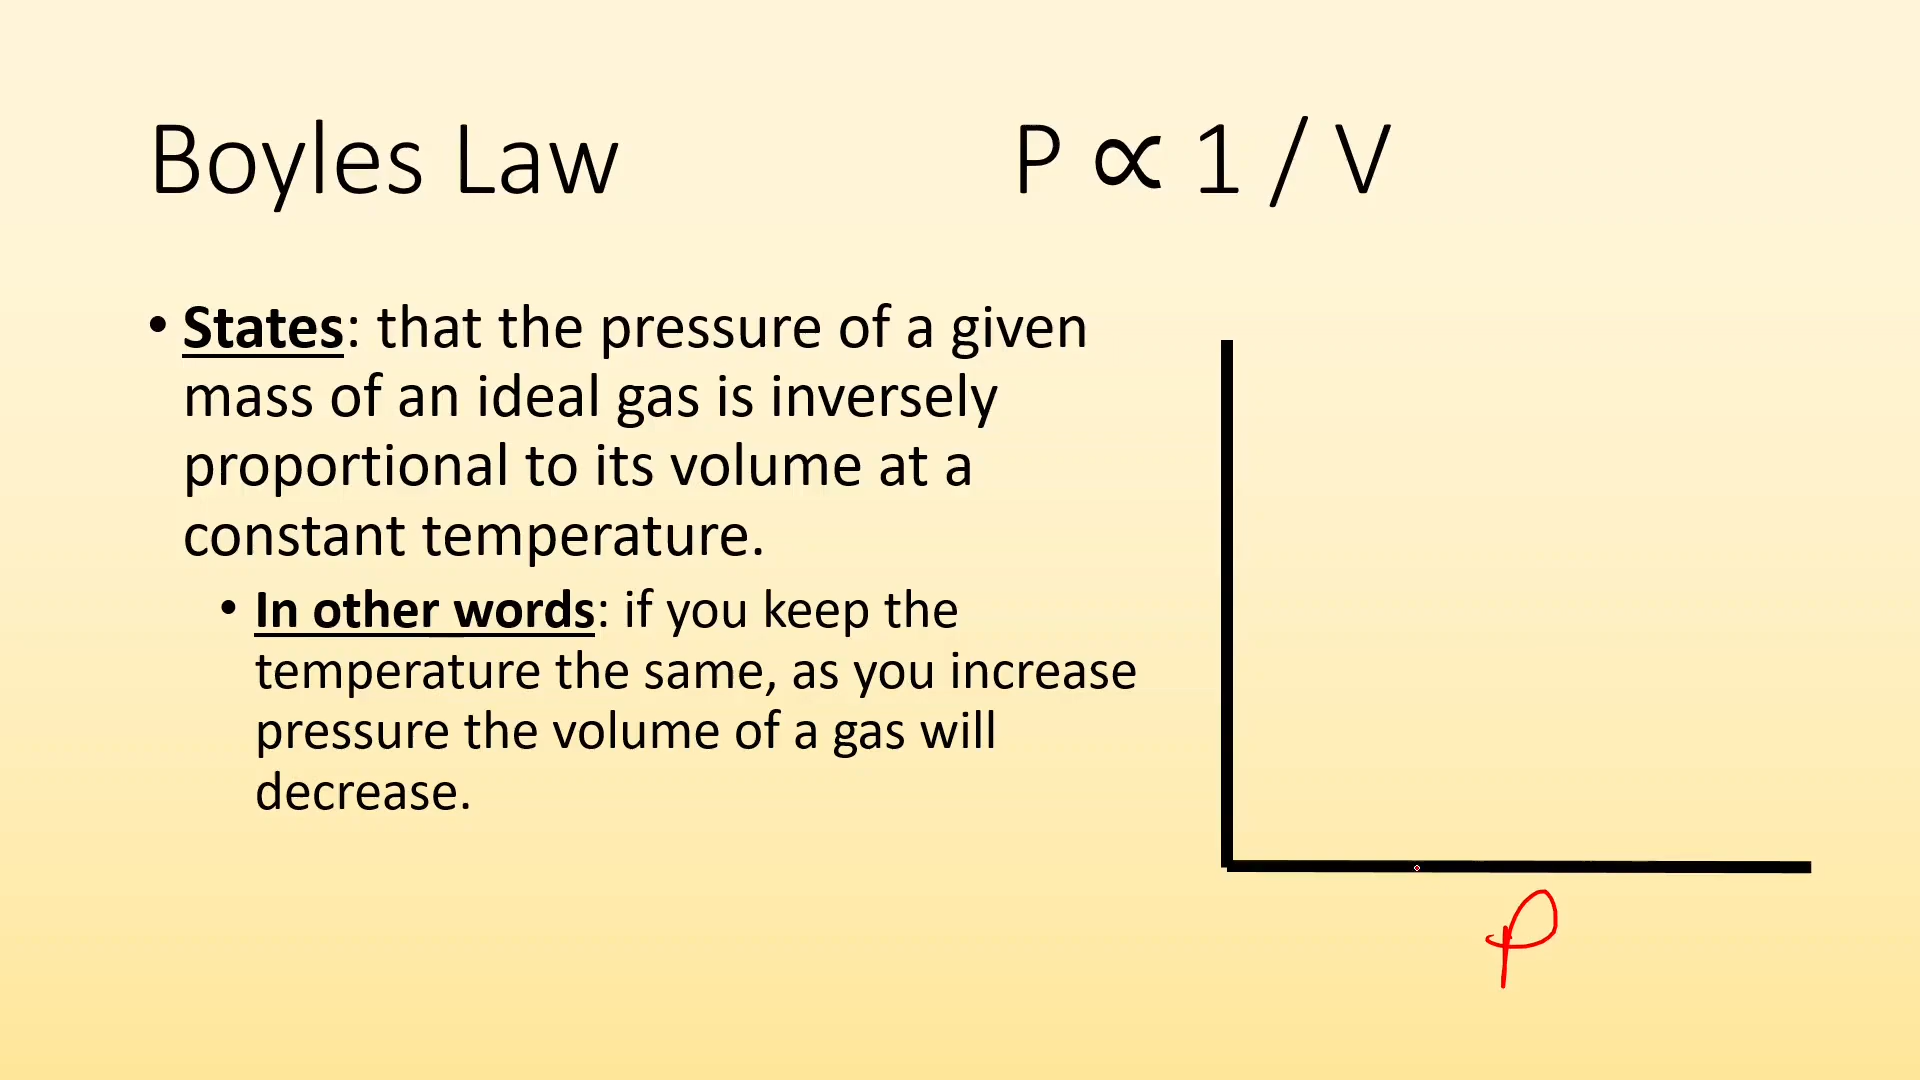 Boyles Law P ∝ 1 / V
• States: that the pressure of a given
mass of an ideal gas is inversely
proportional to its volume at a
constant temperature.
• In other words: if you keep the
temperature the same, as you increase
pressure the volume of a gas will
decrease.
P